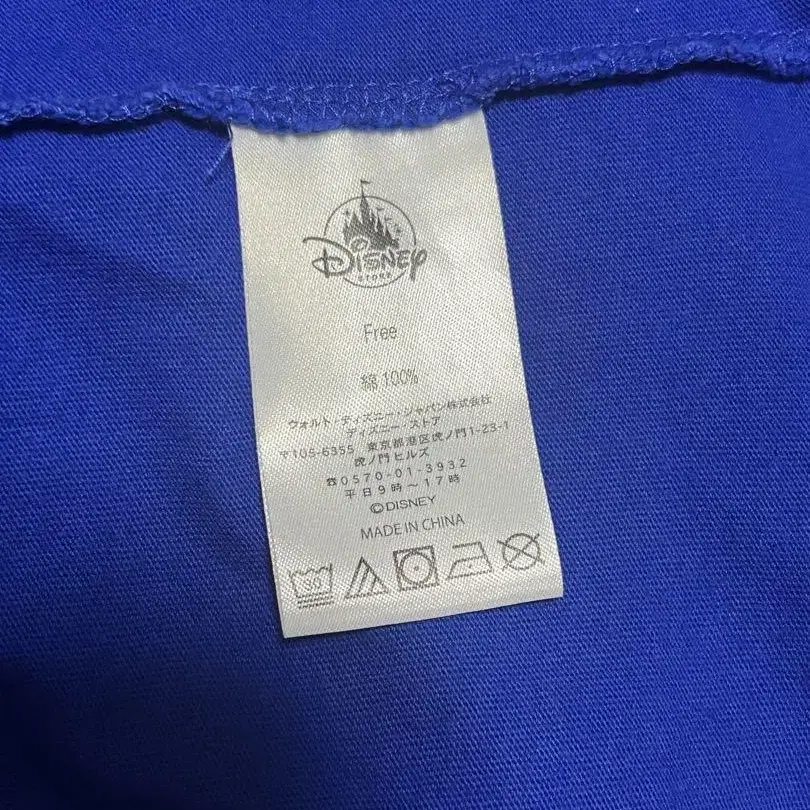 Disney
STORE
Free
綿 100%
ウォルト・ディズニー・ジャパン株式会社
ディズニー・ストア
〒105-6355 東京都港区虎ノ門1-23-1
虎ノ門ヒルズ
☎0570-01-3932
平日9時〜17時
©DISNEY
MADE IN CHINA
30